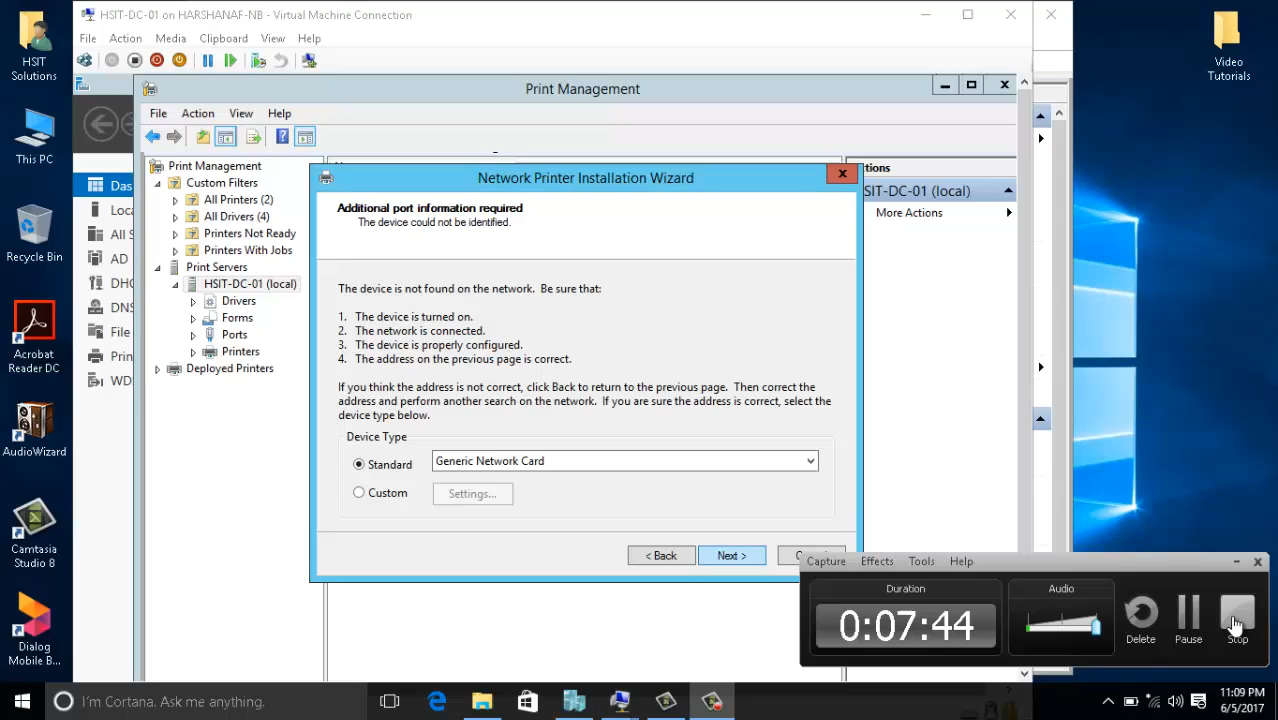 HSIT-DC-01 on HARSHANAF-NB - Virtual Machine Connection
File Action Media Clipboard View Help
HSIT
Solutions
This PC
Recycle Bin
Acrobat
Reader DC
AudioWizard
Camtasia
Studio 8
Dialog
Mobile B...
Video
Tutorials
Das
Loca
All S
AD
DHC
DNS
File
Prin
WD
Print Management
File Action View Help
Print Management
Custom Filters
All Printers (2)
All Drivers (4)
Printers Not Ready
Printers With Jobs
Print Servers
HSIT-DC-01 (local)
Drivers
Forms
Ports
Printers
Deployed Printers
ctions
SIT-DC-01 (local)
More Actions
Network Printer Installation Wizard
Additional port information required
The device could not be identified.
The device is not found on the network. Be sure that:
1. The device is turned on.
2. The network is connected.
3. The device is properly configured.
4. The address on the previous page is correct.
If you think the address is not correct, click Back to return to the previous page. Then correct the
address and perform another search on the network. If you are sure the address is correct, select the
device type below.
Device Type
Standard Generic Network Card
Custom Settings...
< Back Next >
Capture Effects Tools Help
Duration Audio
0:07:44
Delete Pause Stop
I'm Cortana. Ask me anything.
11:09 PM
6/5/2017